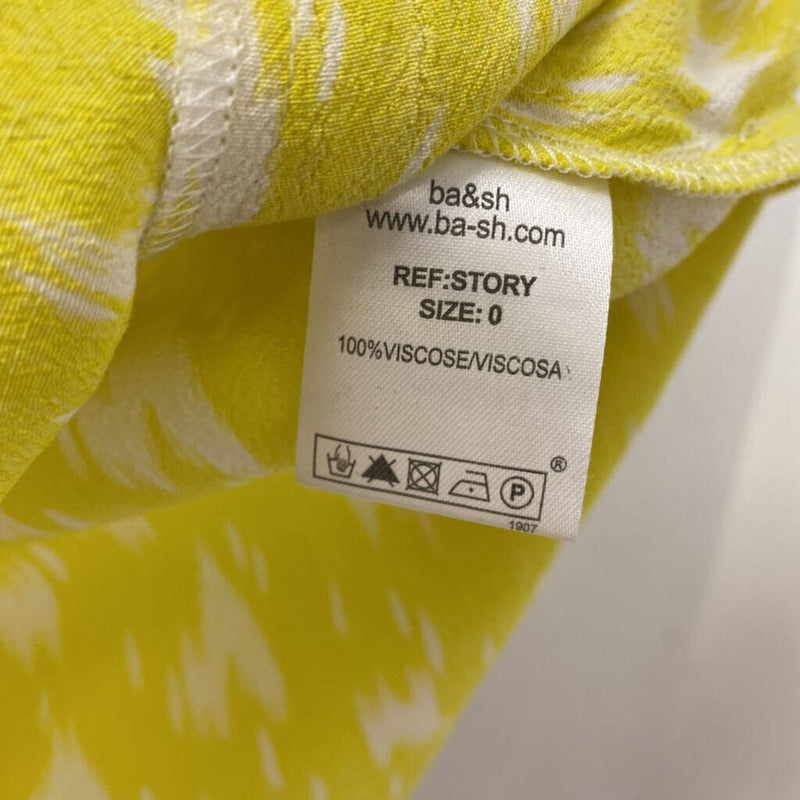 ba&sh
www.ba-sh.com
REF:STORY
SIZE: 0
100%VISCOSE/VISCOSA
P
®
1907